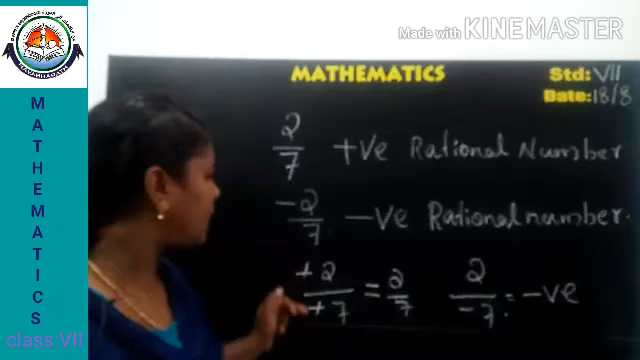 Made with KINEMASTER
MATHEMATICS
Std: VII
Date: 18/8
2/7 +ve Rational Number
-2/7 -ve Rational number.
+2/+7 = 2/7 2/-7 = -ve
MATHEMATICS
class:VII